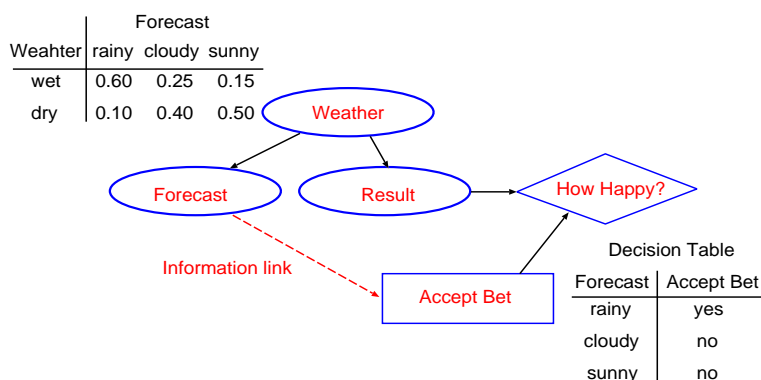 Forecast
Weahter rainy cloudy sunny
wet 0.60 0.25 0.15
dry 0.10 0.40 0.50
Weather
Forecast
Result
How Happy?
Information link
Accept Bet
Decision Table
Forecast Accept Bet
rainy yes
cloudy no
sunny no